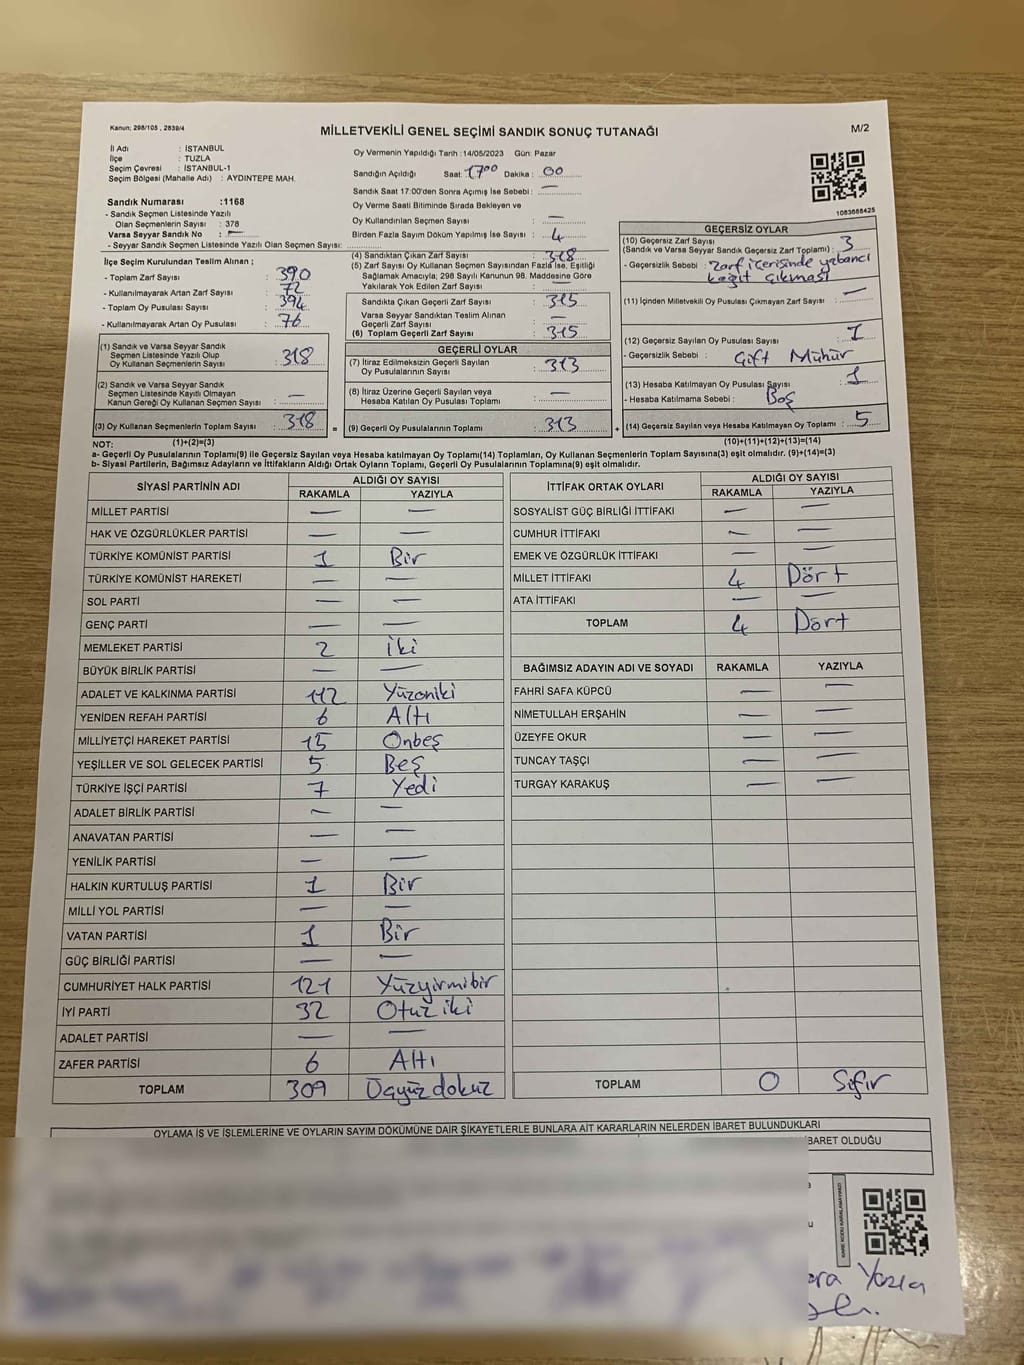 Kanun; 298/105 , 2839/4
MİLLETVEKİLİ GENEL SEÇİMİ SANDIK SONUÇ TUTANAĞI
M/2
İl Adı : İSTANBUL
İlçe : TUZLA
Seçim Çevresi : İSTANBUL-1
Seçim Bölgesi (Mahalle Adı) : AYDINTEPE MAH.
Sandık Numarası :1168
- Sandık Seçmen Listesinde Yazılı
Olan Seçmenlerin Sayısı : 378
Varsa Seyyar Sandık No : —
- Seyyar Sandık Seçmen Listesinde Yazılı Olan Seçmen Sayısı:
Oy Vermenin Yapıldığı Tarih :14/05/2023 Gün: Pazar
Sandığın Açıldığı Saat: 17⁰⁰ Dakika : 00
Sandık Saat 17:00'den Sonra Açımış İse Sebebi : —
Oy Verme Saati Bitiminde Sırada Bekleyen ve
Oy Kullandırılan Seçmen Sayısı : —
Birden Fazla Sayım Döküm Yapılmış İse Sayısı : 4
1083668425
İlçe Seçim Kurulundan Teslim Alınan ;
- Toplam Zarf Sayısı : 390
- Kullanılmayarak Artan Zarf Sayısı : 72
- Toplam Oy Pusulası Sayısı : 394
- Kullanılmayarak Artan Oy Pusulası : 76
(1) Sandık ve Varsa Seyyar Sandık
Seçmen Listesinde Yazılı Olup
Oy Kullanan Seçmenlerin Sayısı : 318
(2) Sandık ve Varsa Seyyar Sandık
Seçmen Listesinde Kayıtlı Olmayan
Kanun Gereği Oy Kullanan Seçmen Sayısı : —
(3) Oy Kullanan Seçmenlerin Toplam Sayısı : 318
(4) Sandıktan Çıkan Zarf Sayısı : 318
(5) Zarf Sayısı Oy Kullanan Seçmen Sayısından Fazla İse, Eşitliği
Sağlamak Amacıyla; 298 Sayılı Kanunun 98. Maddesine Göre
Yakılarak Yok Edilen Zarf Sayısı : —
Sandıkta Çıkan Geçerli Zarf Sayısı : 315
Varsa Seyyar Sandıktan Teslim Alınan
Geçerli Zarf Sayısı : —
(6) Toplam Geçerli Zarf Sayısı : 315
GEÇERLİ OYLAR
(7) İtiraz Edilmeksizin Geçerli Sayılan
Oy Pusulalarının Sayısı : 313
(8) İtiraz Üzerine Geçerli Sayılan veya
Hesaba Katılan Oy Pusulası Toplamı : —
= (9) Geçerli Oy Pusulalarının Toplamı : 313
GEÇERSİZ OYLAR
(10) Geçersiz Zarf Sayısı
(Sandık ve Varsa Seyyar Sandık Geçersiz Zarf Toplamı) : 3
- Geçersizlik Sebebi : Zarf içerisinde yabancı
kağıt çıkması
(11) İçinden Milletvekili Oy Pusulası Çıkmayan Zarf Sayısı : —
(12) Geçersiz Sayılan Oy Pusulası Sayısı : 1
- Geçersizlik Sebebi : Çift Mühür
(13) Hesaba Katılmayan Oy Pusulası Sayısı : 1
- Hesaba Katılmama Sebebi : Boş
+ (14) Geçersiz Sayılan veya Hesaba Katılmayan Oy Toplamı : 5
NOT: (1)+(2)=(3) (10)+(11)+(12)+(13)=(14)
a- Geçerli Oy Pusulalarının Toplamı(9) ile Geçersiz Sayılan veya Hesaba katılmayan Oy Toplamı(14) Toplamları, Oy Kullanan Seçmenlerin Toplam Sayısına(3) eşit olmalıdır. (9)+(14)=(3)
b- Siyasi Partilerin, Bağımsız Adayların ve İttifakların Aldığı Ortak Oyların Toplamı, Geçerli Oy Pusulalarının Toplamına(9) eşit olmalıdır.
SİYASİ PARTİNİN ADI ALDIĞI OY SAYISI
RAKAMLA YAZIYLA
MİLLET PARTİSİ — —
HAK VE ÖZGÜRLÜKLER PARTİSİ — —
TÜRKİYE KOMÜNİST PARTİSİ 1 Bir
TÜRKİYE KOMÜNİST HAREKETİ — —
SOL PARTİ — —
GENÇ PARTİ — —
MEMLEKET PARTİSİ 2 iki
BÜYÜK BİRLİK PARTİSİ — —
ADALET VE KALKINMA PARTİSİ 112 Yüzoniki
YENİDEN REFAH PARTİSİ 6 Altı
MİLLİYETÇİ HAREKET PARTİSİ 15 Onbeş
YEŞİLLER VE SOL GELECEK PARTİSİ 5 Beş
TÜRKİYE İŞÇİ PARTİSİ 7 Yedi
ADALET BİRLİK PARTİSİ — —
ANAVATAN PARTİSİ — —
YENİLİK PARTİSİ — —
HALKIN KURTULUŞ PARTİSİ 1 Bir
MİLLİ YOL PARTİSİ — —
VATAN PARTİSİ 1 Bir
GÜÇ BİRLİĞİ PARTİSİ — —
CUMHURİYET HALK PARTİSİ 121 Yüzyirmibir
İYİ PARTİ 32 Otuz iki
ADALET PARTİSİ — —
ZAFER PARTİSİ 6 Altı
TOPLAM 309 Üçyüz dokuz
İTTİFAK ORTAK OYLARI ALDIĞI OY SAYISI
RAKAMLA YAZIYLA
SOSYALİST GÜÇ BİRLİĞİ İTTİFAKI — —
CUMHUR İTTİFAKI — —
EMEK VE ÖZGÜRLÜK İTTİFAKI — —
MİLLET İTTİFAKI 4 Dört
ATA İTTİFAKI — —
TOPLAM 4 Dört
BAĞIMSIZ ADAYIN ADI VE SOYADI RAKAMLA YAZIYLA
FAHRİ SAFA KÜPCÜ — —
NİMETULLAH ERŞAHİN — —
ÜZEYFE OKUR — —
TUNCAY TAŞÇI — —
TURGAY KARAKUŞ — —
TOPLAM 0 Sıfır
OYLAMA İŞ VE İŞLEMLERİNE VE OYLARIN SAYIM DÖKÜMÜNE DAİR ŞİKAYETLERLE BUNLARA AİT KARARLARIN NELERDEN İBARET BULUNDUKLARI
İBARET OLDUĞU
KARE KODU KARALAMAYINIZ!